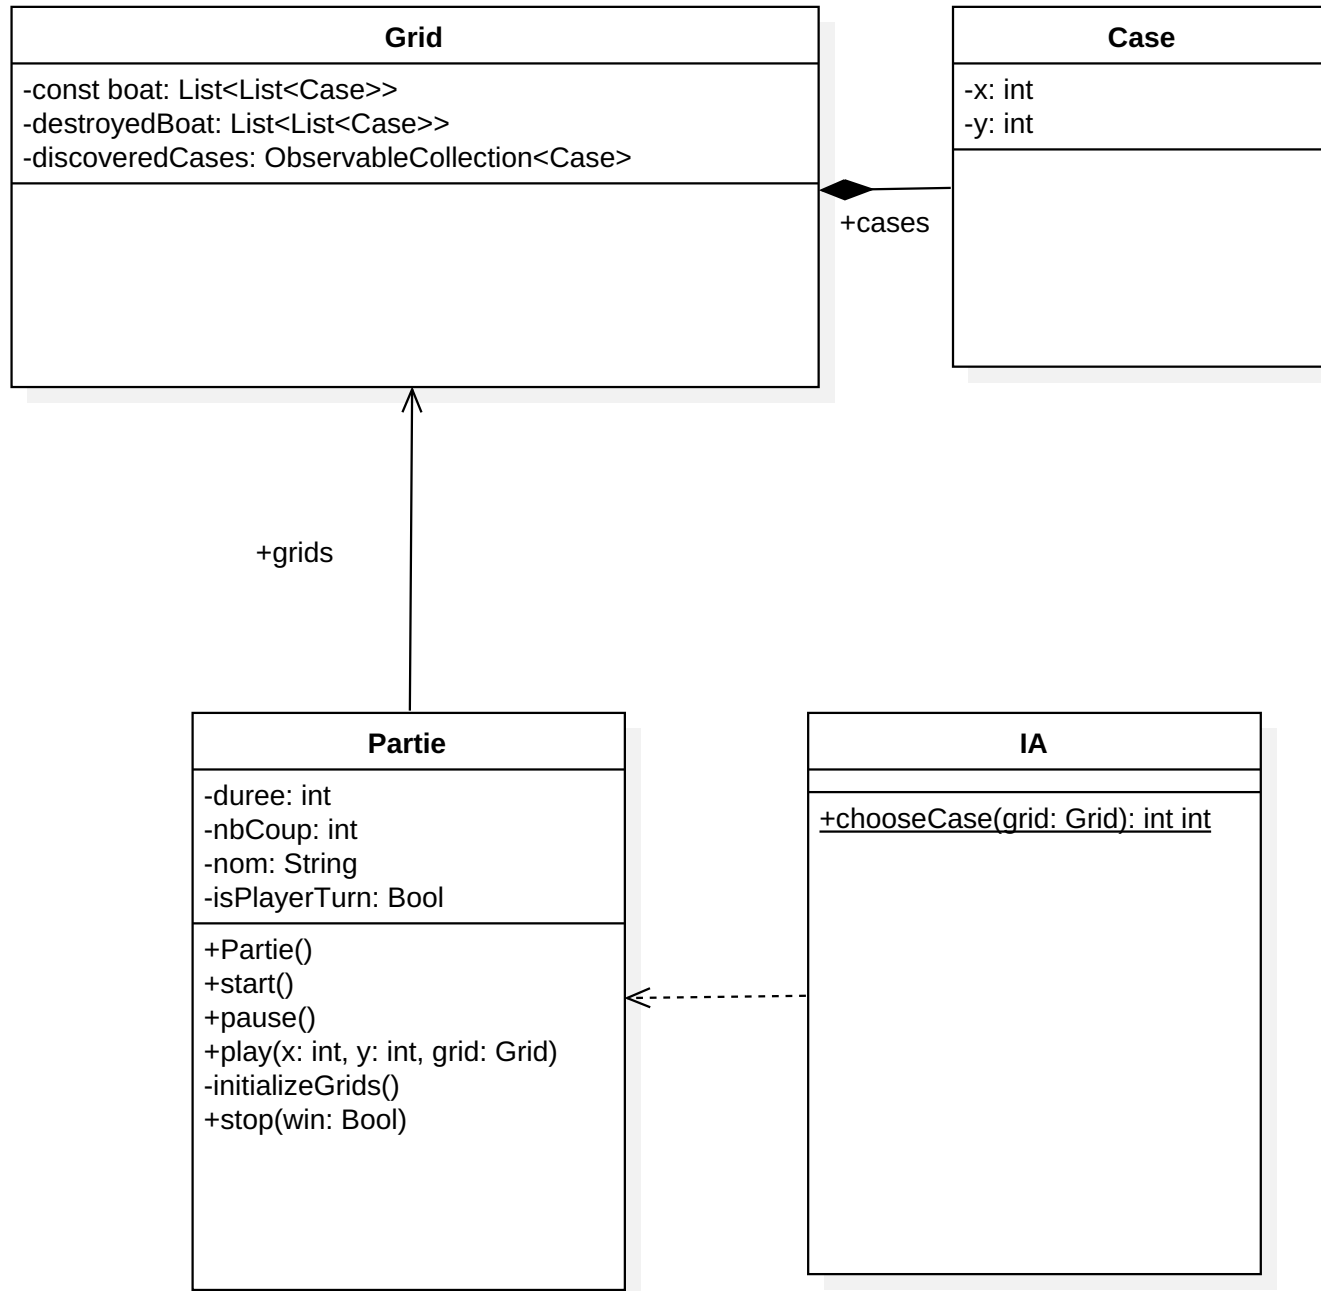 Grid
-const boat: List<List<Case>>
-destroyedBoat: List<List<Case>>
-discoveredCases: ObservableCollection<Case>
Case
-x: int
-y: int
+cases
+grids
Partie
-duree: int
-nbCoup: int
-nom: String
-isPlayerTurn: Bool
+Partie()
+start()
+pause()
+play(x: int, y: int, grid: Grid)
-initializeGrids()
+stop(win: Bool)
IA
+chooseCase(grid: Grid): int int